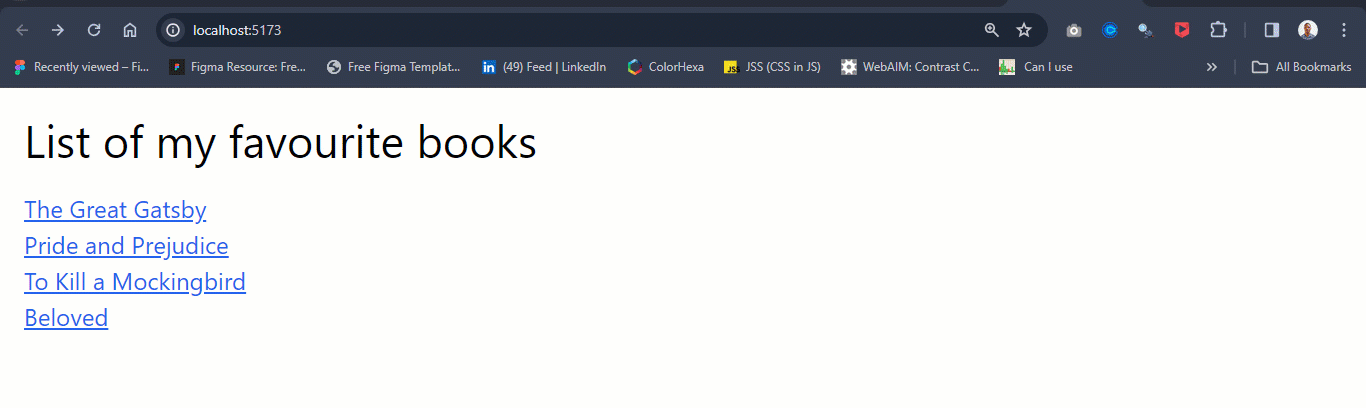 localhost:5173
Recently viewed – Fi... Figma Resource: Fre... Free Figma Templat... (49) Feed | LinkedIn ColorHexa JSS JSS (CSS in JS) WebAIM: Contrast C... Can I use » All Bookmarks
List of my favourite books
The Great Gatsby
Pride and Prejudice
To Kill a Mockingbird
Beloved